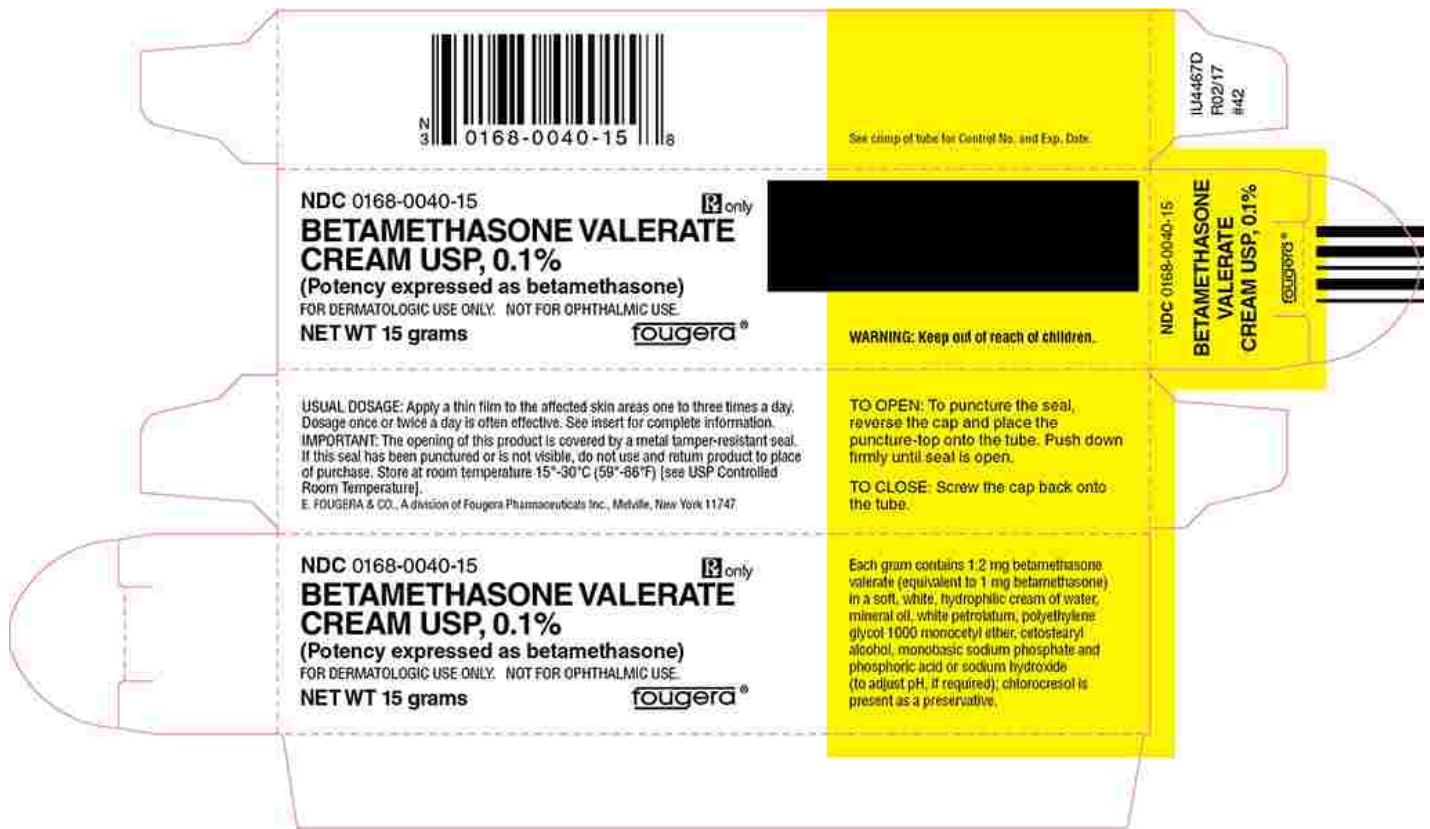 N
3 0168-0040-15 8
See crimp of tube for Control No. and Exp. Date.
IU4467D
R02/17
#42
NDC 0168-0040-15
Rx only
BETAMETHASONE VALERATE
CREAM USP, 0.1%
(Potency expressed as betamethasone)
FOR DERMATOLOGIC USE ONLY. NOT FOR OPHTHALMIC USE.
NET WT 15 grams
fougera®
WARNING: Keep out of reach of children.
NDC 0168-0040-15
BETAMETHASONE
VALERATE
CREAM USP, 0.1%
fougera®
USUAL DOSAGE: Apply a thin film to the affected skin areas one to three times a day.
Dosage once or twice a day is often effective. See insert for complete information.
IMPORTANT: The opening of this product is covered by a metal tamper-resistant seal.
If this seal has been punctured or is not visible, do not use and return product to place
of purchase. Store at room temperature 15°-30°C (59°-86°F) [see USP Controlled
Room Temperature].
E. FOUGERA & CO., A division of Fougera Pharmaceuticals Inc., Melville, New York 11747
TO OPEN: To puncture the seal,
reverse the cap and place the
puncture-top onto the tube. Push down
firmly until seal is open.
TO CLOSE: Screw the cap back onto
the tube.
NDC 0168-0040-15
Rx only
BETAMETHASONE VALERATE
CREAM USP, 0.1%
(Potency expressed as betamethasone)
FOR DERMATOLOGIC USE ONLY. NOT FOR OPHTHALMIC USE.
NET WT 15 grams
fougera®
Each gram contains 1.2 mg betamethasone
valerate (equivalent to 1 mg betamethasone)
in a soft, white, hydrophilic cream of water,
mineral oil, white petrolatum, polyethylene
glycol 1000 monocetyl ether, cetostearyl
alcohol, monobasic sodium phosphate and
phosphoric acid or sodium hydroxide
(to adjust pH, if required); chlorocresol is
present as a preservative.